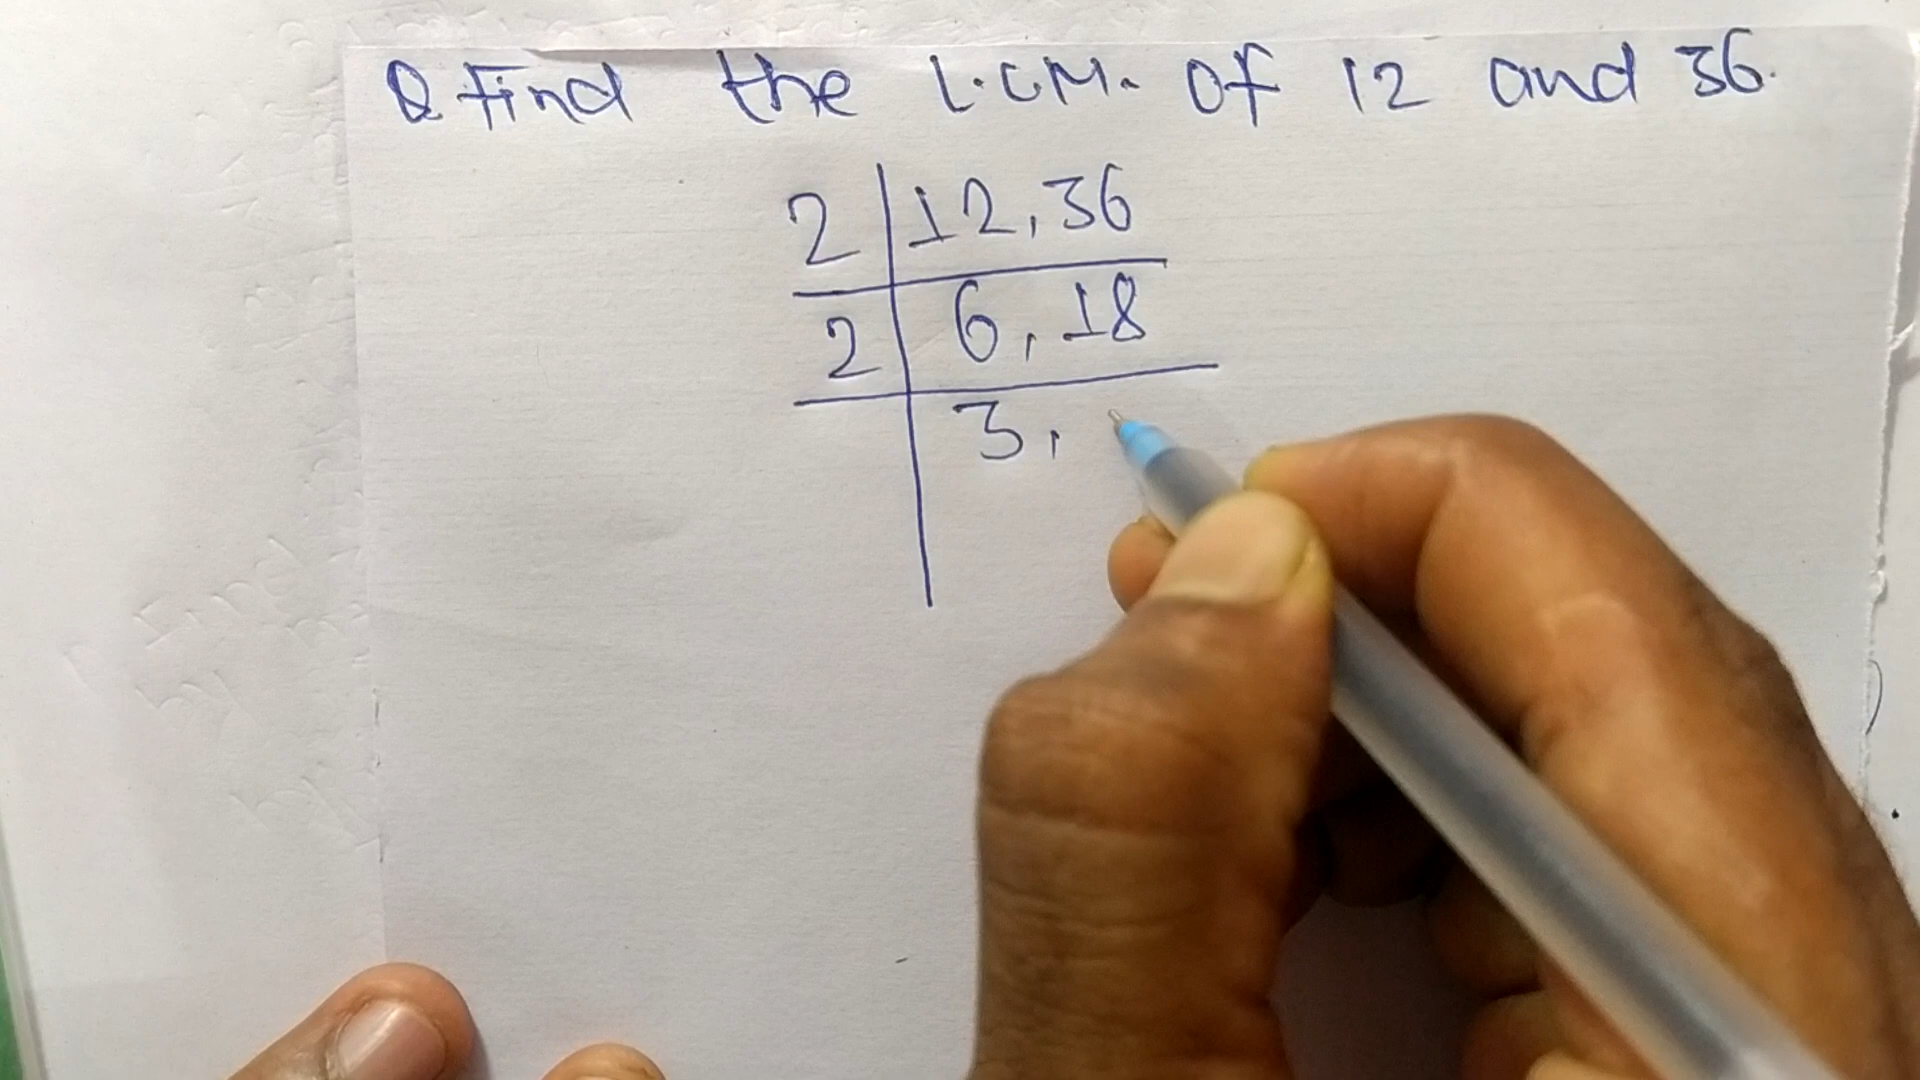 Q. Find the L.C.M. of 12 and 36.
2 | 12, 36
2 | 6, 18
3,